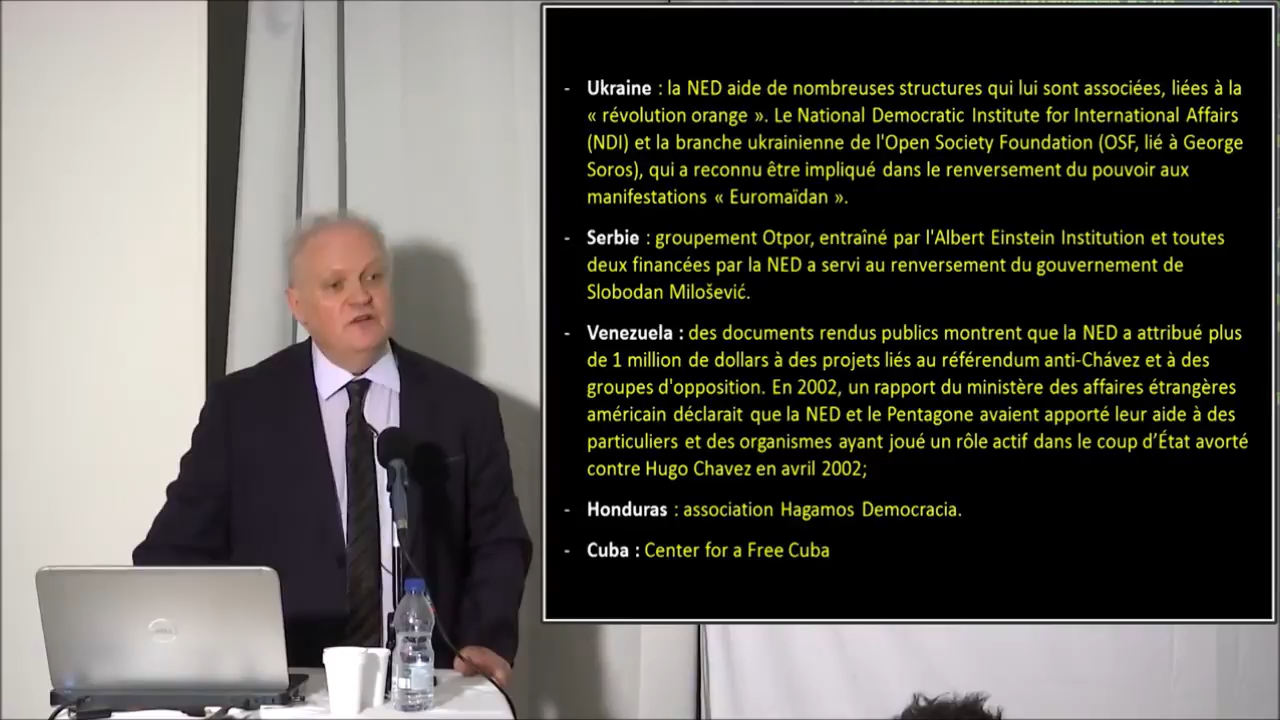 - Ukraine : la NED aide de nombreuses structures qui lui sont associées, liées à la
« révolution orange ». Le National Democratic Institute for International Affairs
(NDI) et la branche ukrainienne de l'Open Society Foundation (OSF, lié à George
Soros), qui a reconnu être impliqué dans le renversement du pouvoir aux
manifestations « Euromaïdan ».
- Serbie : groupement Otpor, entraîné par l'Albert Einstein Institution et toutes
deux financées par la NED a servi au renversement du gouvernement de
Slobodan Milošević.
- Venezuela : des documents rendus publics montrent que la NED a attribué plus
de 1 million de dollars à des projets liés au référendum anti-Chávez et à des
groupes d'opposition. En 2002, un rapport du ministère des affaires étrangères
américain déclarait que la NED et le Pentagone avaient apporté leur aide à des
particuliers et des organismes ayant joué un rôle actif dans le coup d'État avorté
contre Hugo Chavez en avril 2002;
- Honduras : association Hagamos Democracia.
- Cuba : Center for a Free Cuba
DELL